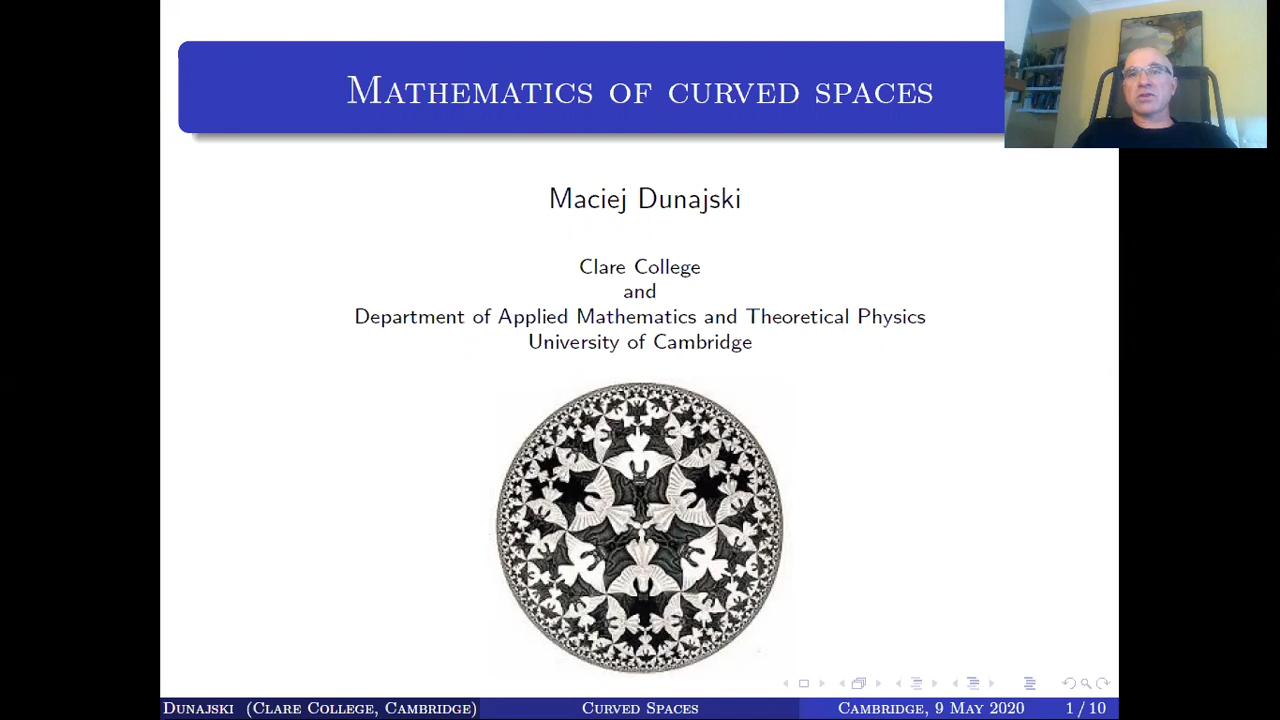 MATHEMATICS OF CURVED SPACES
Maciej Dunajski
Clare College
and
Department of Applied Mathematics and Theoretical Physics
University of Cambridge
DUNAJSKI (CLARE COLLEGE, CAMBRIDGE) CURVED SPACES CAMBRIDGE, 9 MAY 2020 1 / 10